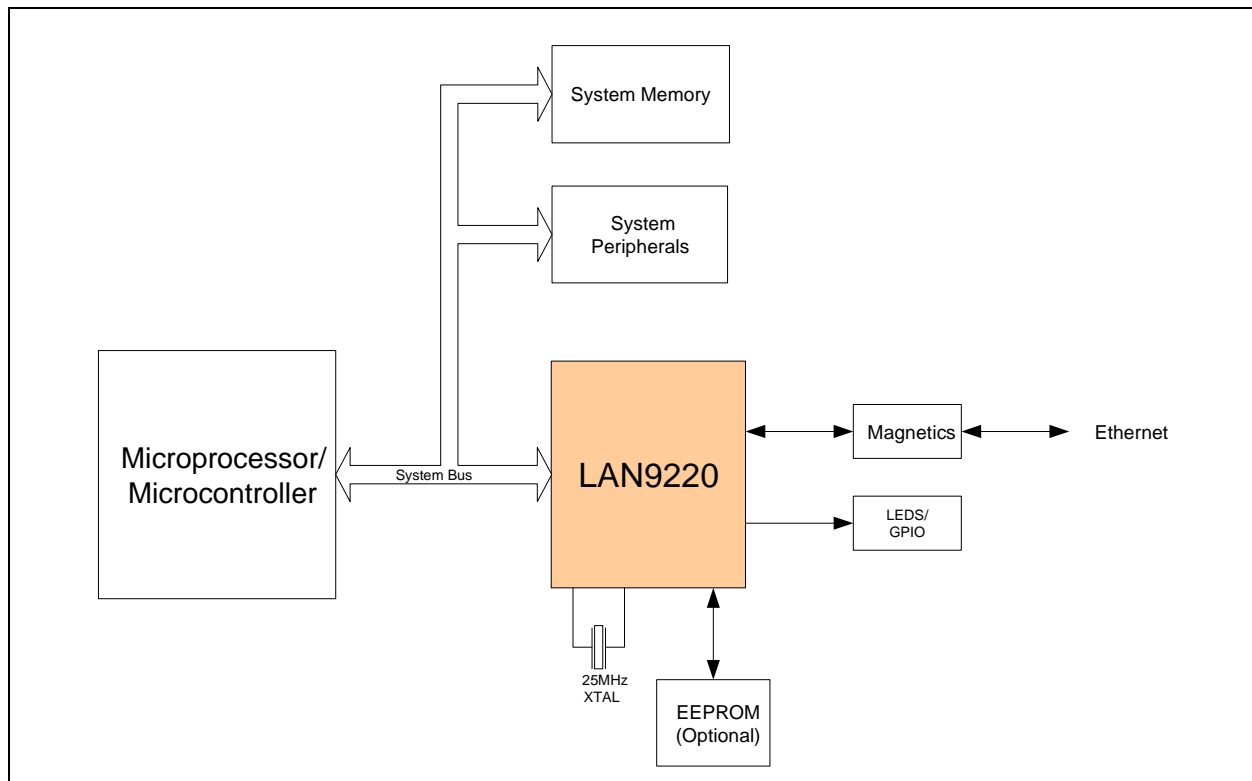 System Memory
System
Peripherals
Microprocessor/
Microcontroller
System Bus
LAN9220
Magnetics
Ethernet
LEDS/
GPIO
25MHz
XTAL
EEPROM
(Optional)